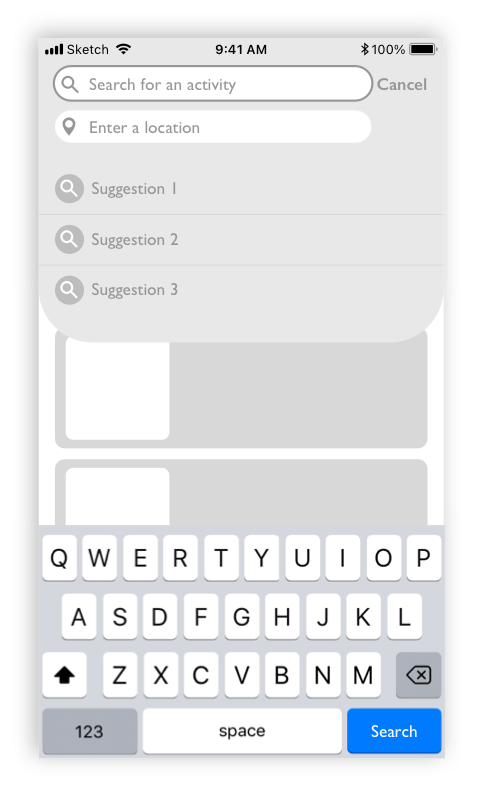 Sketch 9:41 AM 100%
Search for an activity Cancel
Enter a location
Suggestion 1
Suggestion 2
Suggestion 3
Q W E R T Y U I O P
A S D F G H J K L
Z X C V B N M
123 space Search